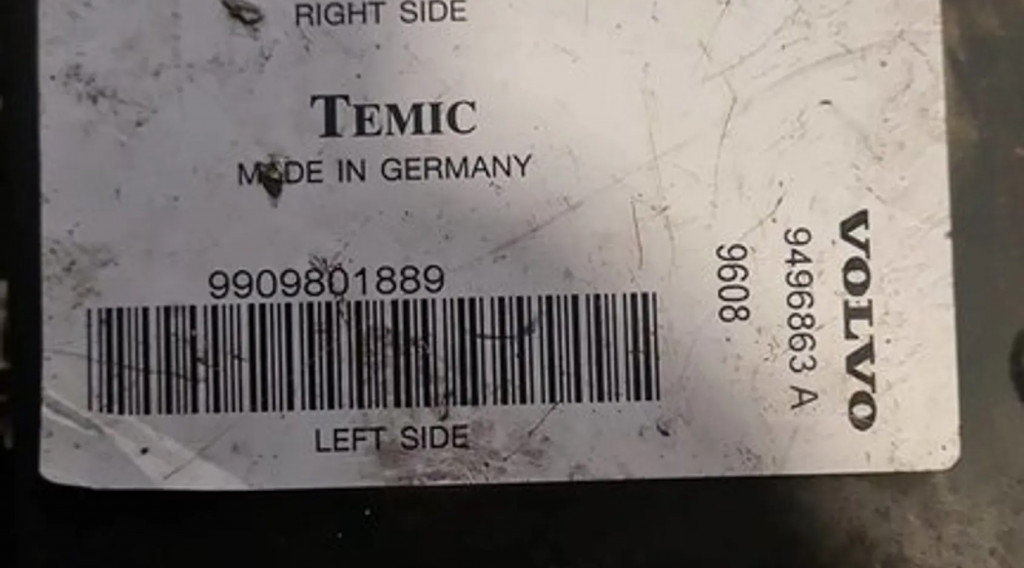 RIGHT SIDE
TEMIC
MADE IN GERMANY
9909801889
LEFT SIDE
VOLVO
9496863 A
9608